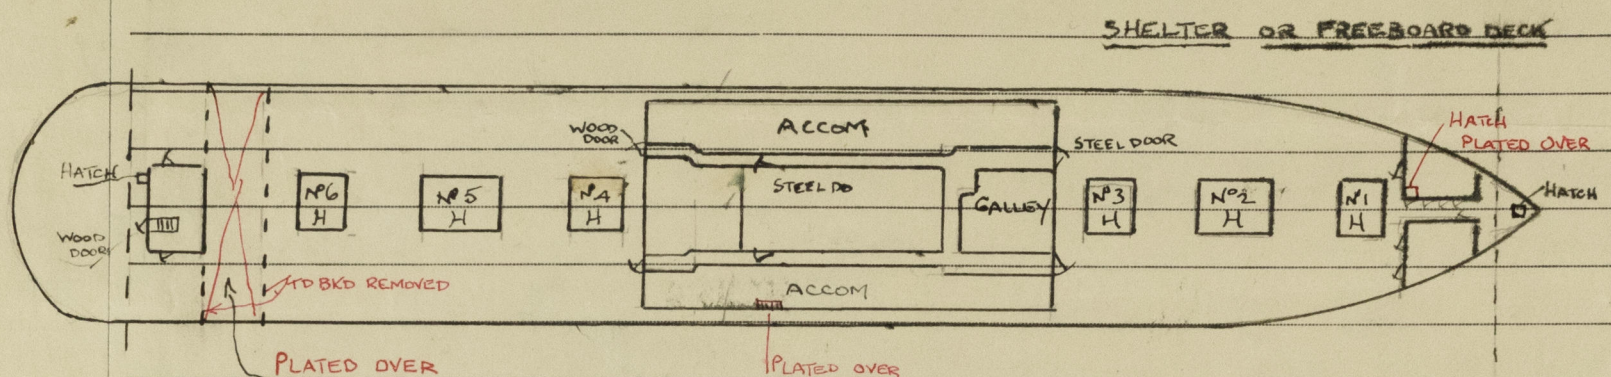 SHELTER OR FREEBOARD DECK
HATCH
PLATED OVER
HATCH
WOOD
DOOR
ACCOM
STEEL DOOR
HATCH
WOOD
DOOR
Nº6
H
Nº5
H
Nº4
H
STEEL DO
GALLEY
Nº3
H
Nº2
H
Nº1
H
ACCOM
BKD REMOVED
PLATED OVER
PLATED OVER